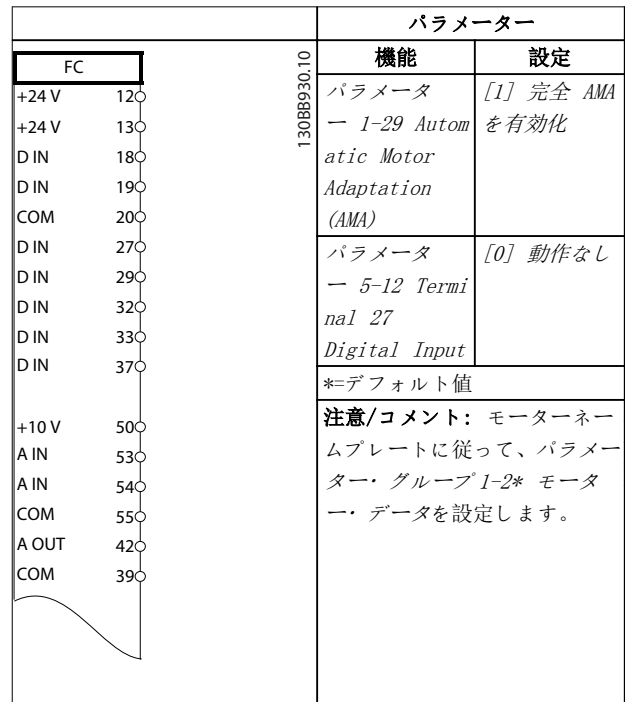 パラメーター
機能 設定
FC
130BB930.10
+24 V 12
+24 V 13
D IN 18
D IN 19
COM 20
D IN 27
D IN 29
D IN 32
D IN 33
D IN 37
+10 V 50
A IN 53
A IN 54
COM 55
A OUT 42
COM 39
パラメータ
ー 1-29 Autom
atic Motor
Adaptation
(AMA)
[1] 完全 AMA
を有効化
パラメータ
ー 5-12 Termi
nal 27
Digital Input
[0] 動作なし
*=デフォルト値
注意/コメント: モーターネー
ムプレートに従って、パラメー
ター・グループ 1-2* モータ
ー・データを設定します。